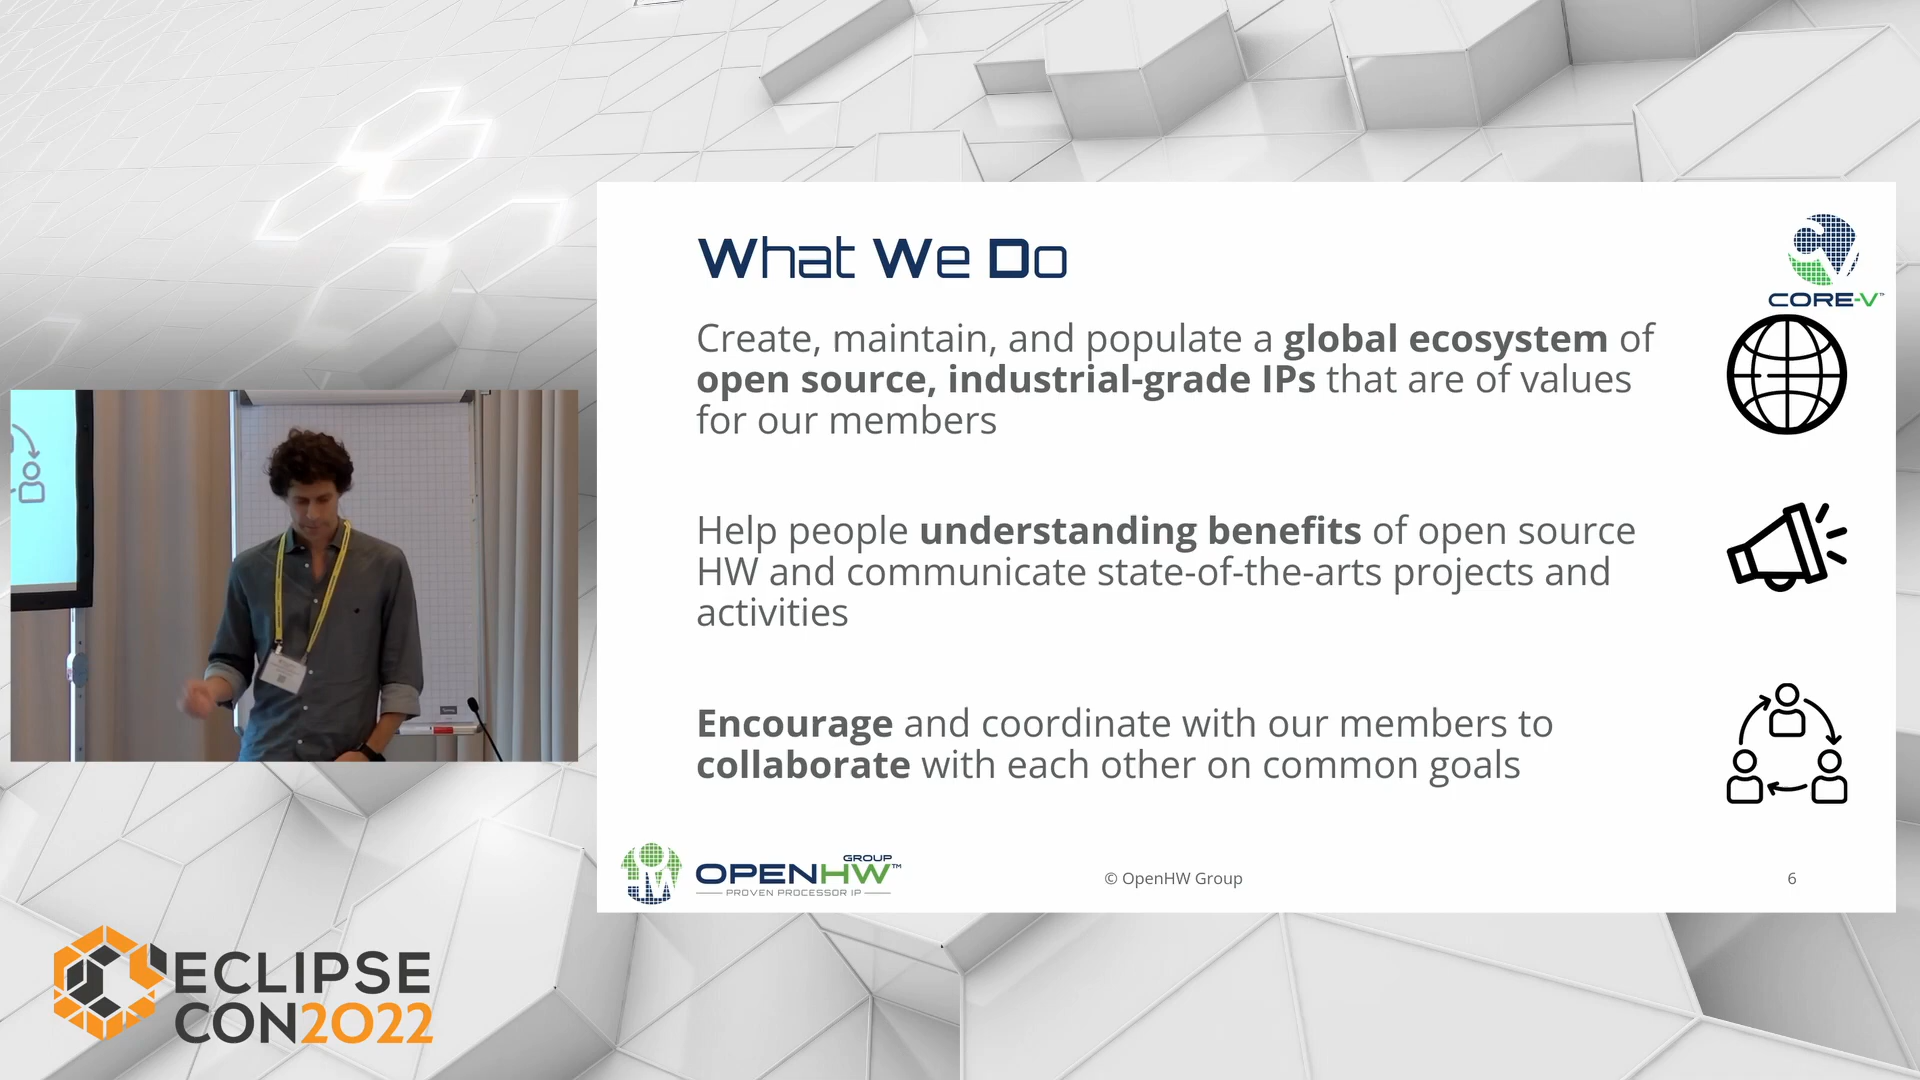 What We Do
CORE-V™
Create, maintain, and populate a global ecosystem of
open source, industrial-grade IPs that are of values
for our members
Help people understanding benefits of open source
HW and communicate state-of-the-arts projects and
activities
Encourage and coordinate with our members to
collaborate with each other on common goals
OPENHW™
GROUP
PROVEN PROCESSOR IP
© OpenHW Group
6
ECLIPSE
CON2022